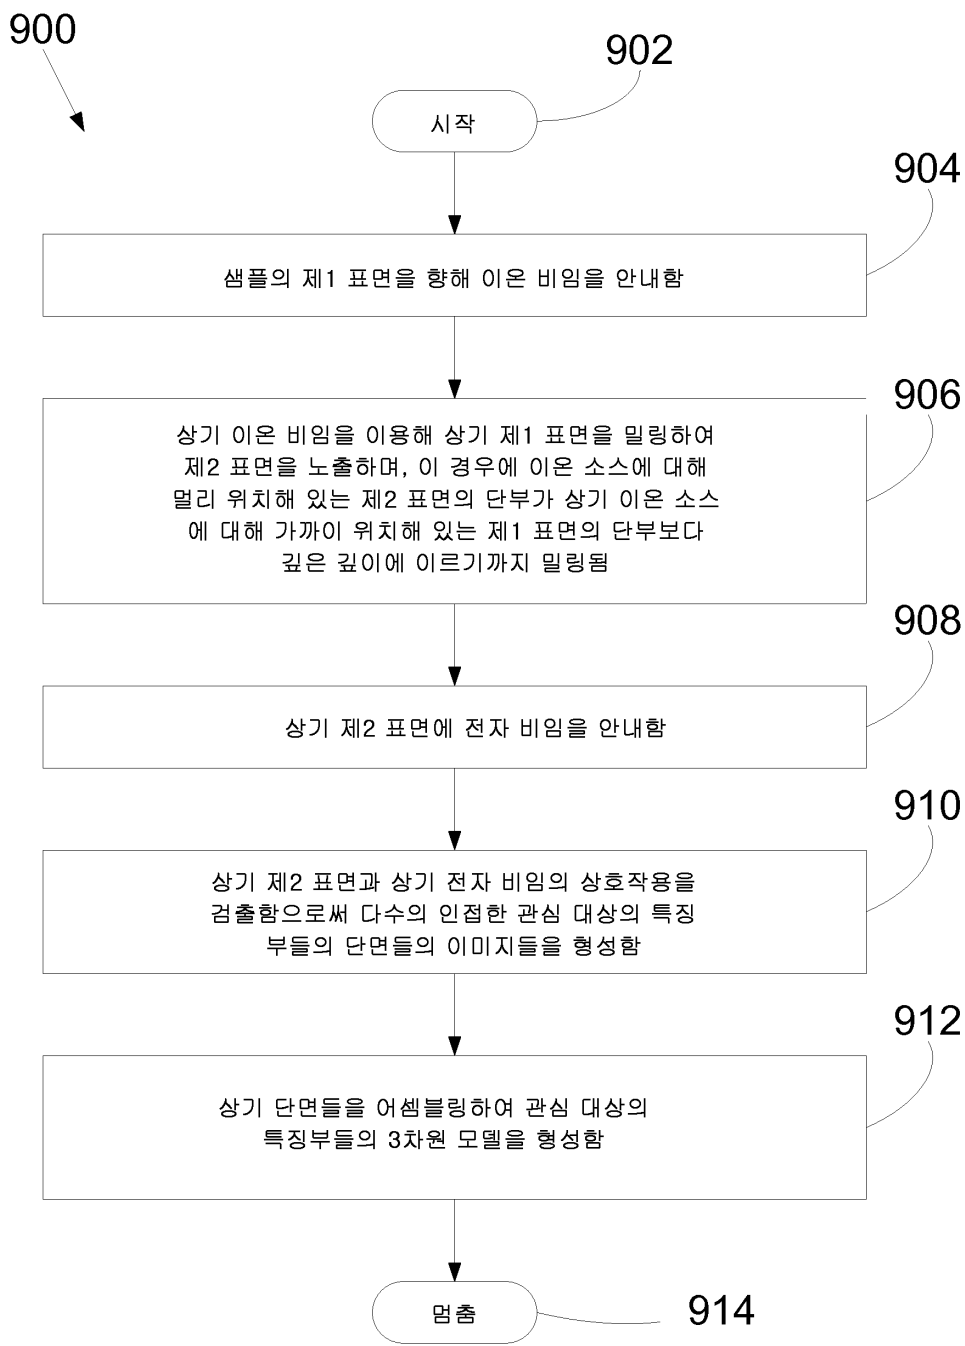 900
902
시작
904
샘플의 제1 표면을 향해 이온 비임을 안내함
906
상기 이온 비임을 이용해 상기 제1 표면을 밀링하여
제2 표면을 노출하며, 이 경우에 이온 소스에 대해
멀리 위치해 있는 제2 표면의 단부가 상기 이온 소스
에 대해 가까이 위치해 있는 제1 표면의 단부보다
깊은 깊이에 이르기까지 밀링됨
908
상기 제2 표면에 전자 비임을 안내함
910
상기 제2 표면과 상기 전자 비임의 상호작용을
검출함으로써 다수의 인접한 관심 대상의 특징
부들의 단면들의 이미지들을 형성함
912
상기 단면들을 어셈블링하여 관심 대상의
특징부들의 3차원 모델을 형성함
멈춤
914